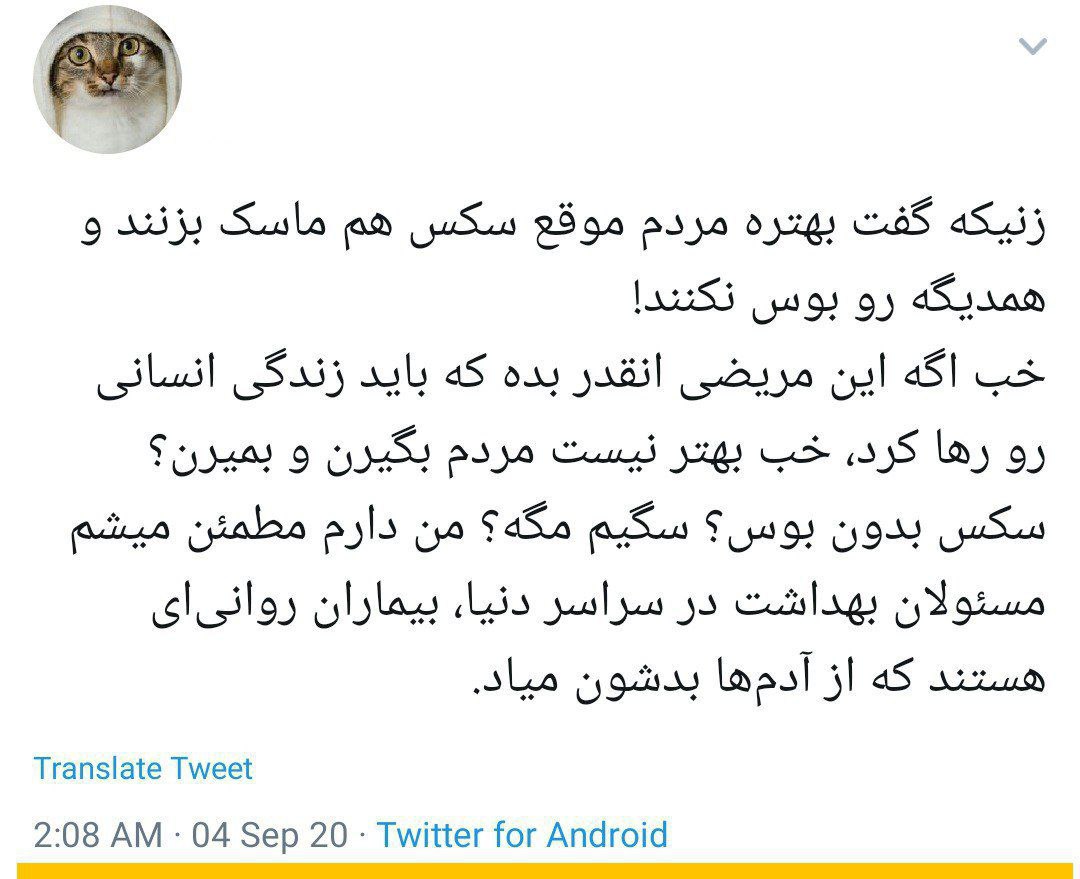 زنیکه گفت بهتره مردم موقع سکس هم ماسک بزنند و
همدیگه رو بوس نکنند!
خب اگه این مریضی انقدر بده که باید زندگی انسانی
رو رها کرد، خب بهتر نیست مردم بگیرن و بمیرن؟
سکس بدون بوس؟ سگیم مگه؟ من دارم مطمئن میشم
مسئولان بهداشت در سراسر دنیا، بیماران روانی‌ای
هستند که از آدم‌ها بدشون میاد.
Translate Tweet
2:08 AM · 04 Sep 20 · Twitter for Android